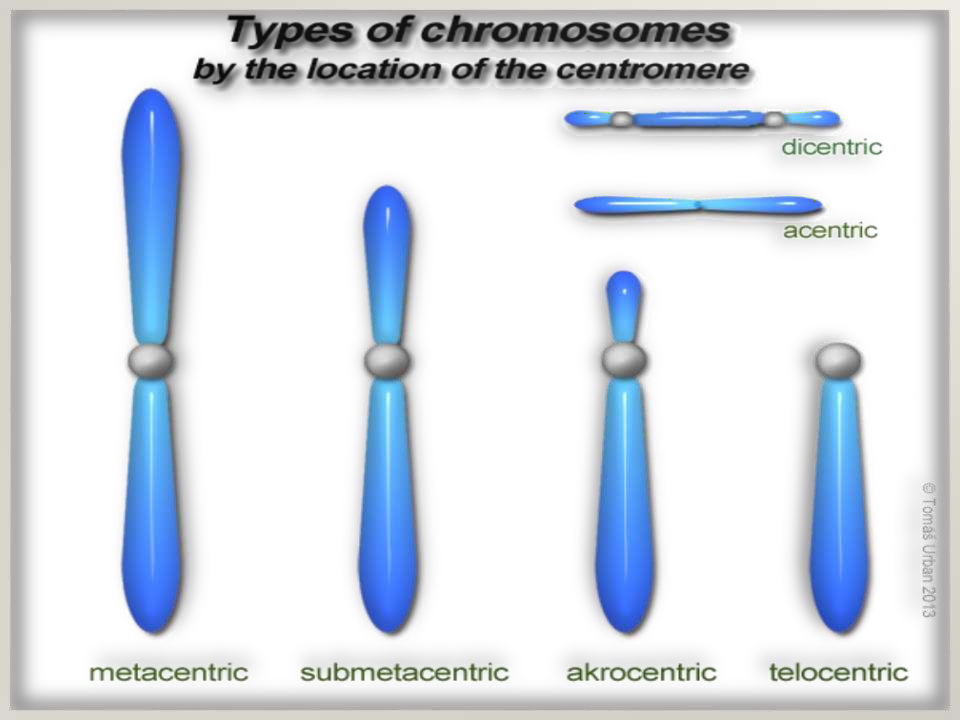 Types of chromosomes
by the location of the centromere
dicentric
acentric
metacentric
submetacentric
akrocentric
telocentric
© Tomáš Urban 2013